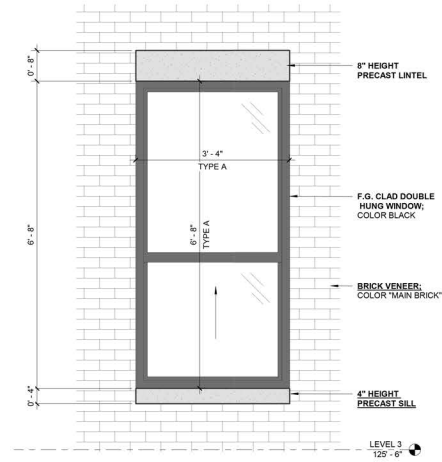 0' - 8"
8" HEIGHT
PRECAST LINTEL
3' - 4"
TYPE A
6' - 8"
6' - 8"
TYPE A
F.G. CLAD DOUBLE
HUNG WINDOW;
COLOR BLACK
BRICK VENEER;
COLOR "MAIN BRICK"
0' - 4"
4" HEIGHT
PRECAST SILL
LEVEL 3
125' - 6"